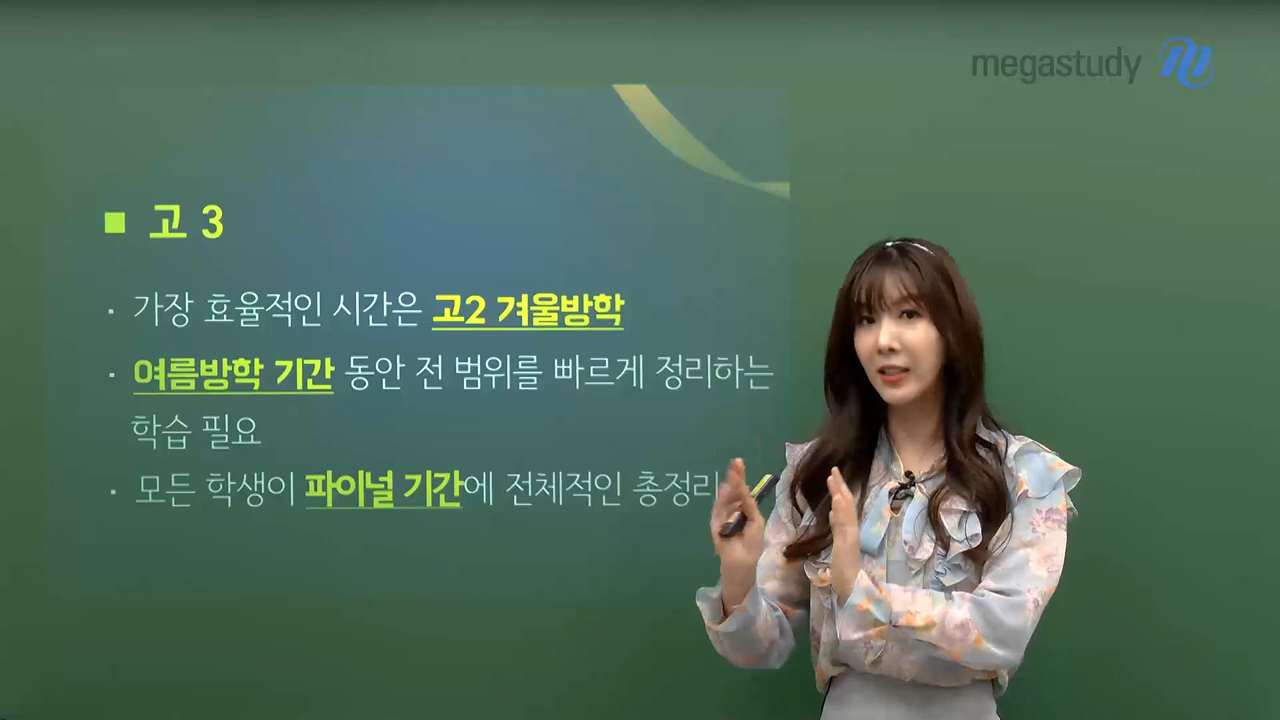 megastudy
■ 고 3
· 가장 효율적인 시간은 고2 겨울방학
· 여름방학 기간 동안 전 범위를 빠르게 정리하는
학습 필요
· 모든 학생이 파이널 기간에 전체적인 총정리